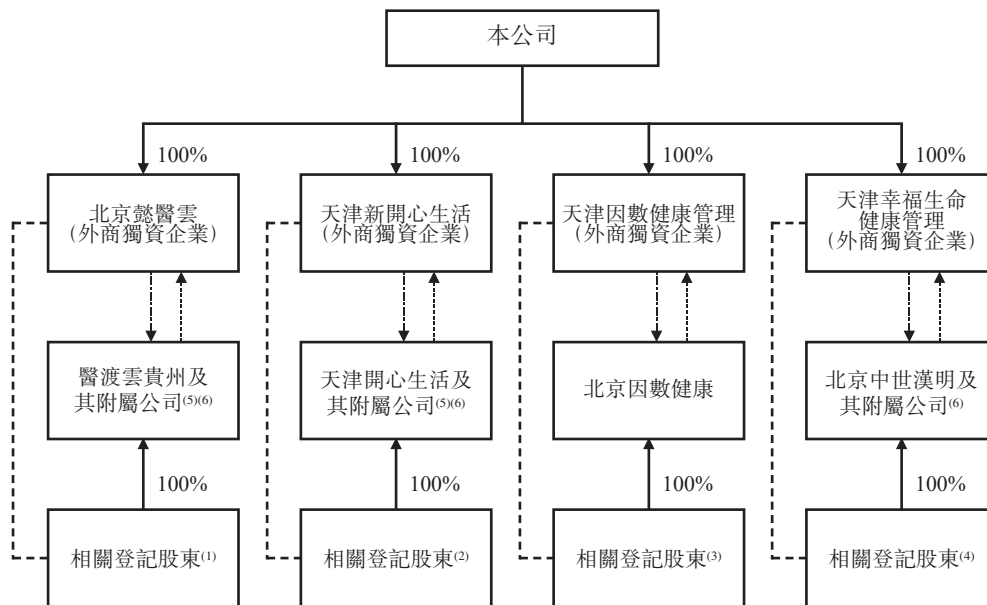 本公司
100%
100%
100%
100%
北京懿醫雲
(外商獨資企業)
天津新開心生活
(外商獨資企業)
天津因數健康管理
(外商獨資企業)
天津幸福生命
健康管理
(外商獨資企業)
醫渡雲貴州及
其附屬公司(5)(6)
天津開心生活及
其附屬公司(5)(6)
北京因數健康
北京中世漢明及
其附屬公司(6)
100%
100%
100%
100%
相關登記股東(1)
相關登記股東(2)
相關登記股東(3)
相關登記股東(4)